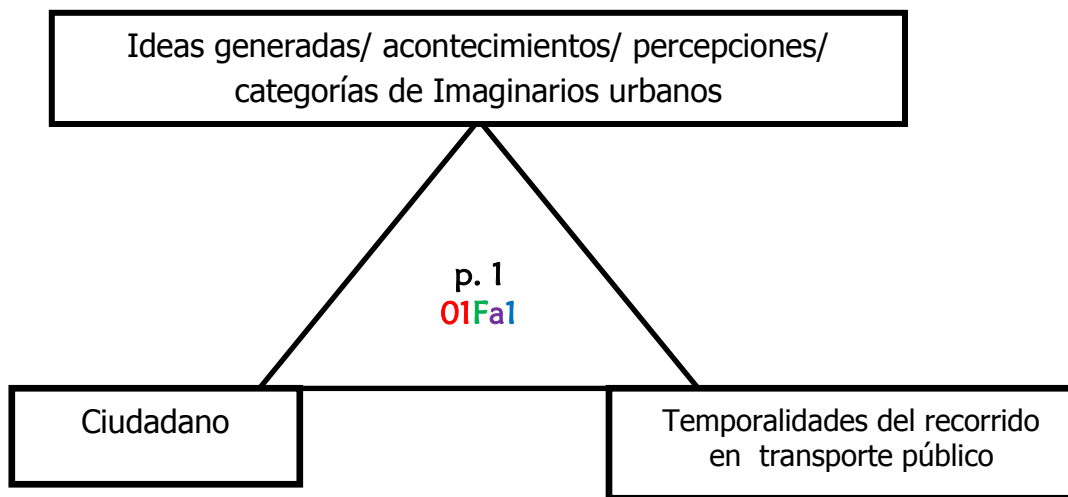 Ideas generadas/ acontecimientos/ percepciones/
categorías de Imaginarios urbanos
p. 1
01Fa1
Ciudadano
Temporalidades del recorrido
en transporte público